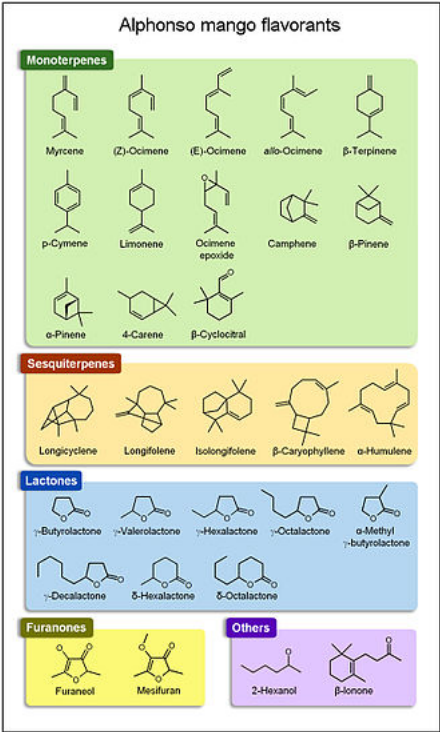 Alphonso mango flavorants
Monoterpenes
Myrcene (Z)-Ocimene (E)-Ocimene allo-Ocimene β-Terpinene
O
p-Cymene Limonene Ocimene epoxide Camphene β-Pinene
O
α-Pinene 4-Carene β-Cyclocitral
Sesquiterpenes
Longicyclene Longifolene Isolongifolene β-Caryophyllene α-Humulene
Lactones
O O O O O O O O O O
γ-Butyrolactone γ-Valerolactone γ-Hexalactone γ-Octalactone α-Methyl γ-butyrolactone
O O O O O O
γ-Decalactone δ-Hexalactone δ-Octalactone
Furanones Others
O O O O O O O O
Furaneol Mesifuran 2-Hexanol β-Ionone